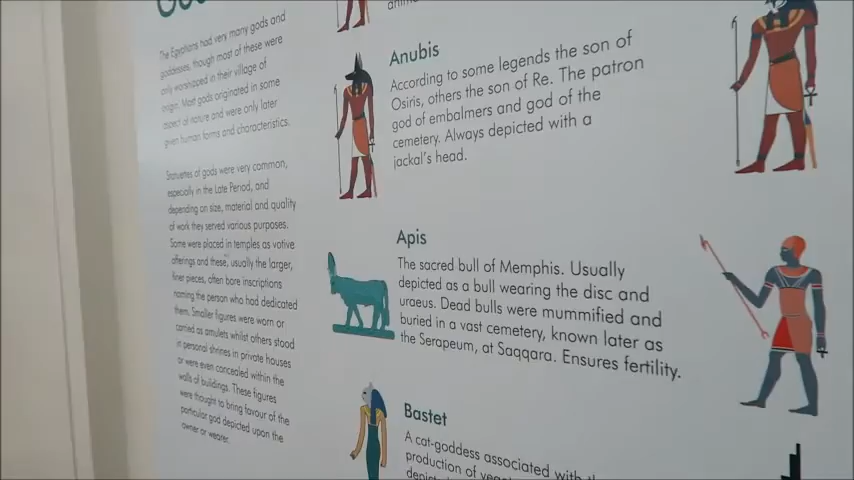 The Egyptians had very many gods and
goddesses, though most of these were
only worshipped in their village of
origin. Most gods originated in some
aspect of nature and were only later
given human forms and characteristics.
Statuettes of gods were very common,
especially in the Late Period, and
depending on size, material and quality
of work they served various purposes.
Some were placed in temples as votive
offerings and these, usually the larger,
finer pieces, often bore inscriptions
naming the person who had dedicated
them. Smaller figures were worn or
carried as amulets whilst others stood
in personal shrines in private houses
or were even concealed within the
walls of buildings. These figures
were thought to bring favour of the
particular god depicted upon the
owner or wearer.
Anubis
According to some legends the son of
Osiris, others the son of Re. The patron
god of embalmers and god of the
cemetery. Always depicted with a
jackal's head.
Apis
The sacred bull of Memphis. Usually
depicted as a bull wearing the disc and
uraeus. Dead bulls were mummified and
buried in a vast cemetery, known later as
the Serapeum, at Saqqara. Ensures fertility.
Bastet
A cat-goddess associated with
production of